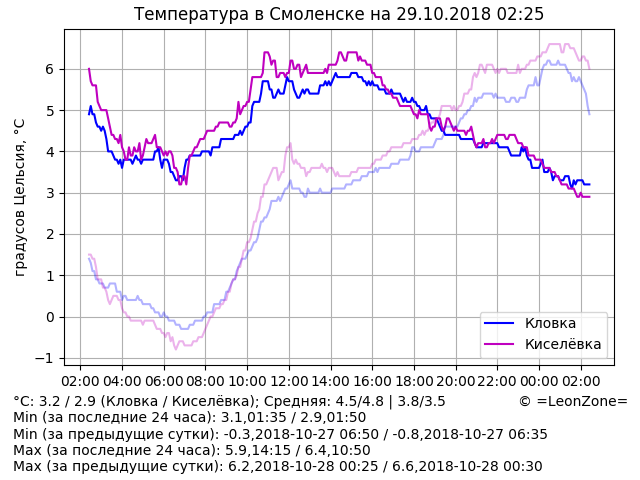 Температура в Смоленске на 29.10.2018 02:25
градусов Цельсия, °C
6
5
4
3
2
1
0
−1
Кловка
Киселёвка
02:00 04:00 06:00 08:00 10:00 12:00 14:00 16:00 18:00 20:00 22:00 00:00 02:00
°C: 3.2 / 2.9 (Кловка / Киселёвка); Средняя: 4.5/4.8 | 3.8/3.5 © =LeonZone=
Min (за последние 24 часа): 3.1,01:35 / 2.9,01:50
Min (за предыдущие сутки): -0.3,2018-10-27 06:50 / -0.8,2018-10-27 06:35
Max (за последние 24 часа): 5.9,14:15 / 6.4,10:50
Max (за предыдущие сутки): 6.2,2018-10-28 00:25 / 6.6,2018-10-28 00:30